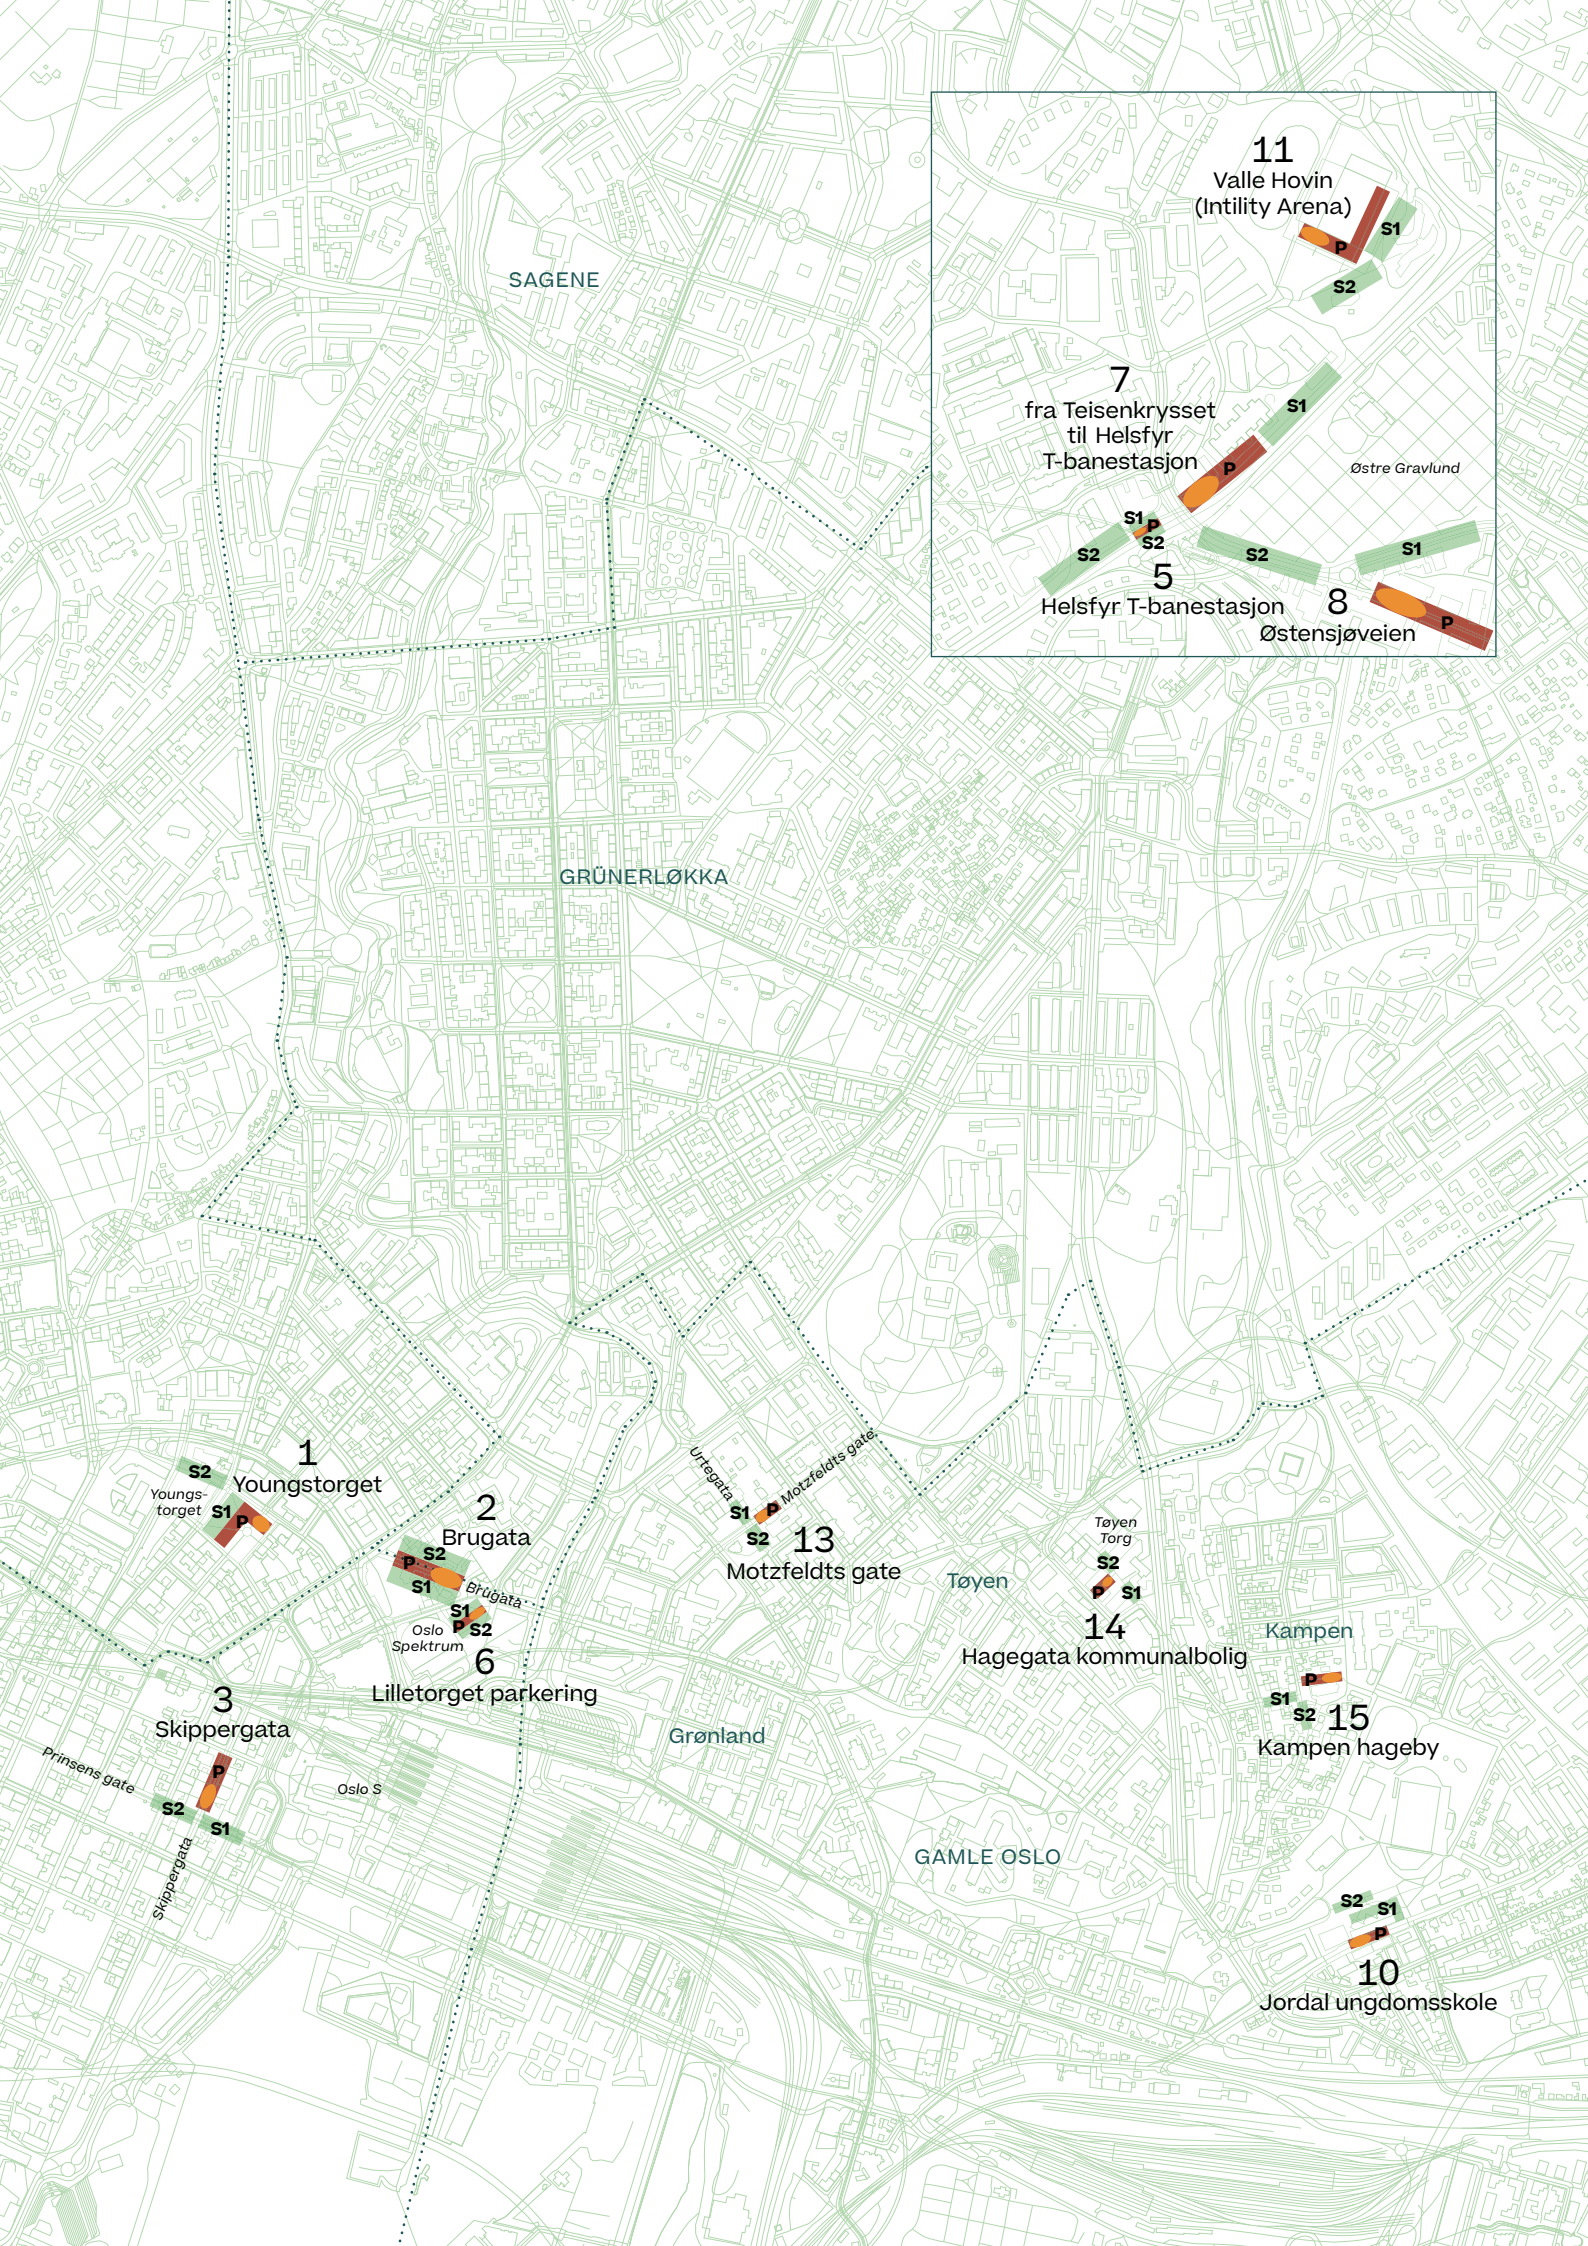 11
Valle Hovin
(Intility Arena)
S1
P
S2
SAGENE
7
fra Teisenkrysset
til Helsfyr
T-banestasjon
S1
P
Østre Gravlund
S1
P
S2
S2
S2
S1
5
Helsfyr T-banestasjon
8
Østensjøveien
P
GRÜNERLØKKA
1
Youngstorget
S2
Youngs-
torget
S1
P
2
Brugata
S2
P
S1
Brugata
S1
P
S2
Oslo
Spektrum
6
Lilletorget parkering
Urtegata
Motzfeldts gate
S1
P
S2
13
Motzfeldts gate
Tøyen
Tøyen
Torg
S2
P
S1
14
Hagegata kommunalbolig
Kampen
P
S1
S2
15
Kampen hageby
3
Skippergata
Prinsens gate
P
S2
S1
Skippergata
Oslo S
Grønland
GAMLE OSLO
S2
S1
P
10
Jordal ungdomsskole